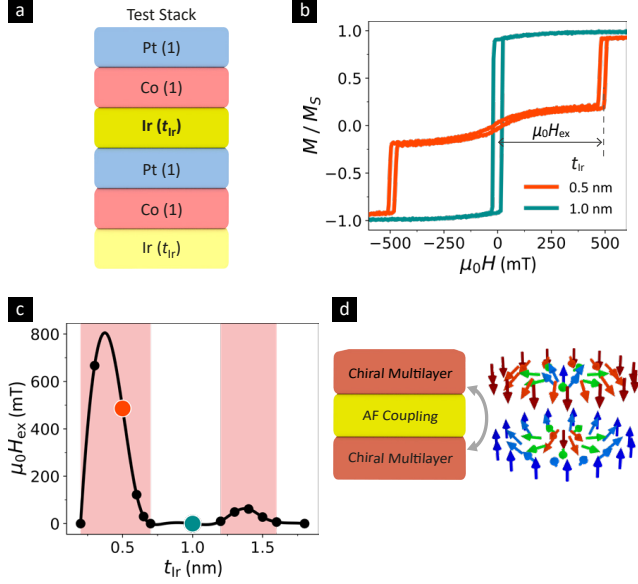 a
Test Stack
Pt (1)
Co (1)
Ir (tIr)
Pt (1)
Co (1)
Ir (tIr)
b
M / MS
1.0
0.5
0.0
−0.5
−1.0
μ0Hex
tIr
0.5 nm
1.0 nm
−500
−250
0
250
500
μ0H (mT)
c
μ0Hex (mT)
800
600
400
200
0
0.5
1.0
1.5
tIr (nm)
d
Chiral Multilayer
AF Coupling
Chiral Multilayer